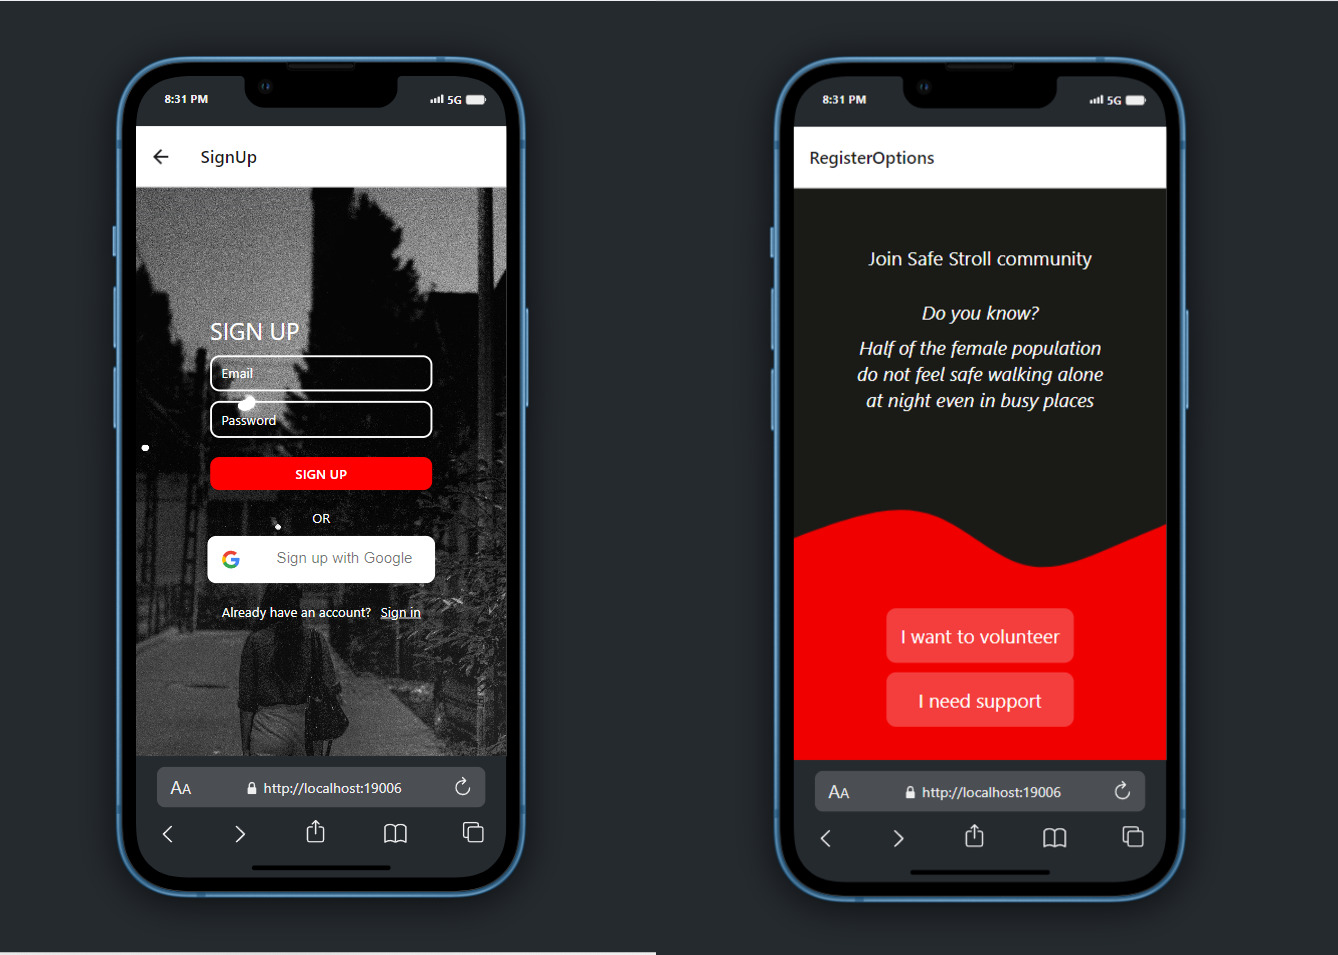 8:31 PM
5G
SignUp
SIGN UP
Email
Password
SIGN UP
OR
Sign up with Google
Already have an account? Sign in
AA
http://localhost:19006
8:31 PM
5G
RegisterOptions
Join Safe Stroll community
Do you know?
Half of the female population
do not feel safe walking alone
at night even in busy places
I want to volunteer
I need support
AA
http://localhost:19006